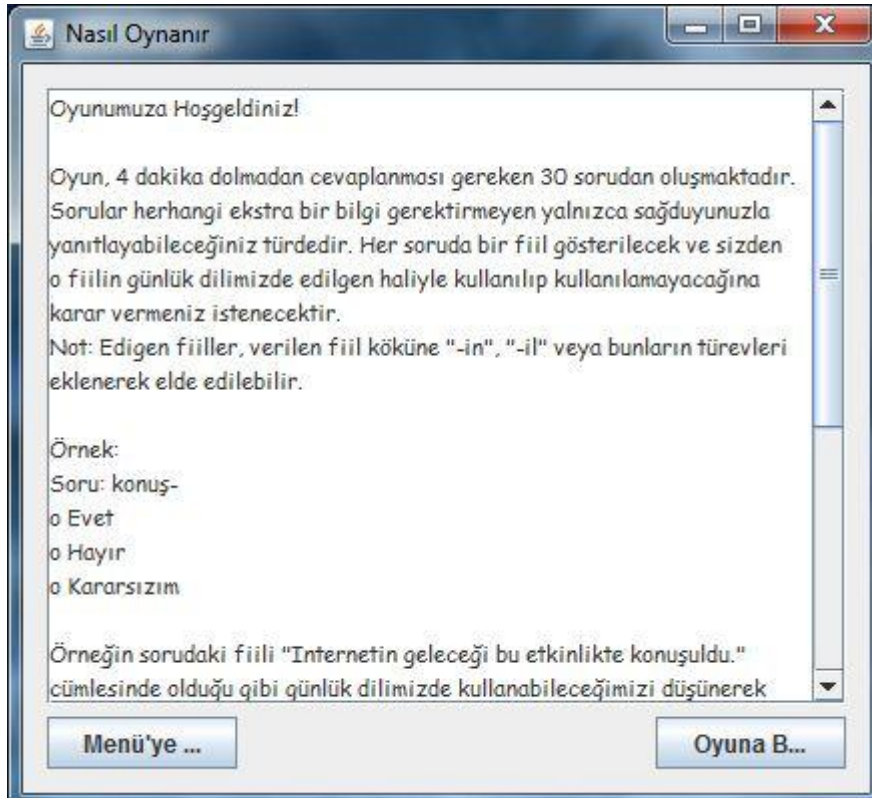 Nasıl Oynanır
Oyunumuza Hoşgeldiniz!
Oyun, 4 dakika dolmadan cevaplanması gereken 30 sorudan oluşmaktadır.
Sorular herhangi ekstra bir bilgi gerektirmeyen yalnızca sağduyunuzla
yanıtlayabileceğiniz türdedir. Her soruda bir fiil gösterilecek ve sizden
o fiilin günlük dilimizde edilgen haliyle kullanılıp kullanılamayacağına
karar vermeniz istenecektir.
Not: Edigen fiiller, verilen fiil köküne "-in", "-il" veya bunların türevleri
eklenerek elde edilebilir.
Örnek:
Soru: konuş-
o Evet
o Hayır
o Kararsızım
Örneğin sorudaki fiili "Internetin geleceği bu etkinlikte konuşuldu."
cümlesinde olduğu gibi günlük dilimizde kullanabileceğimizi düşünerek
Menü'ye ...
Oyuna B...